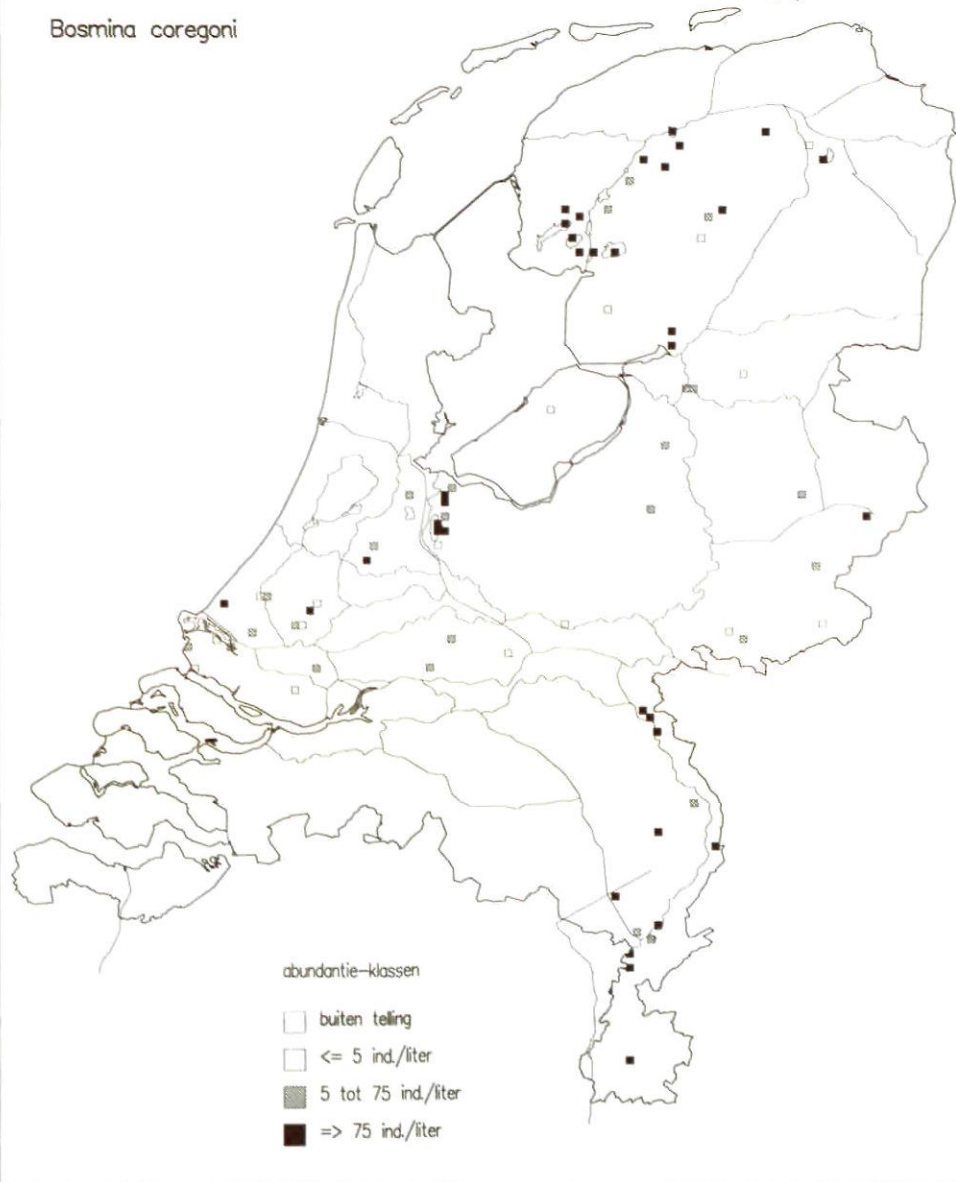 Bosmina coregoni
abundantie-klassen
buiten telling
<= 5 ind./liter
5 tot 75 ind./liter
=> 75 ind./liter